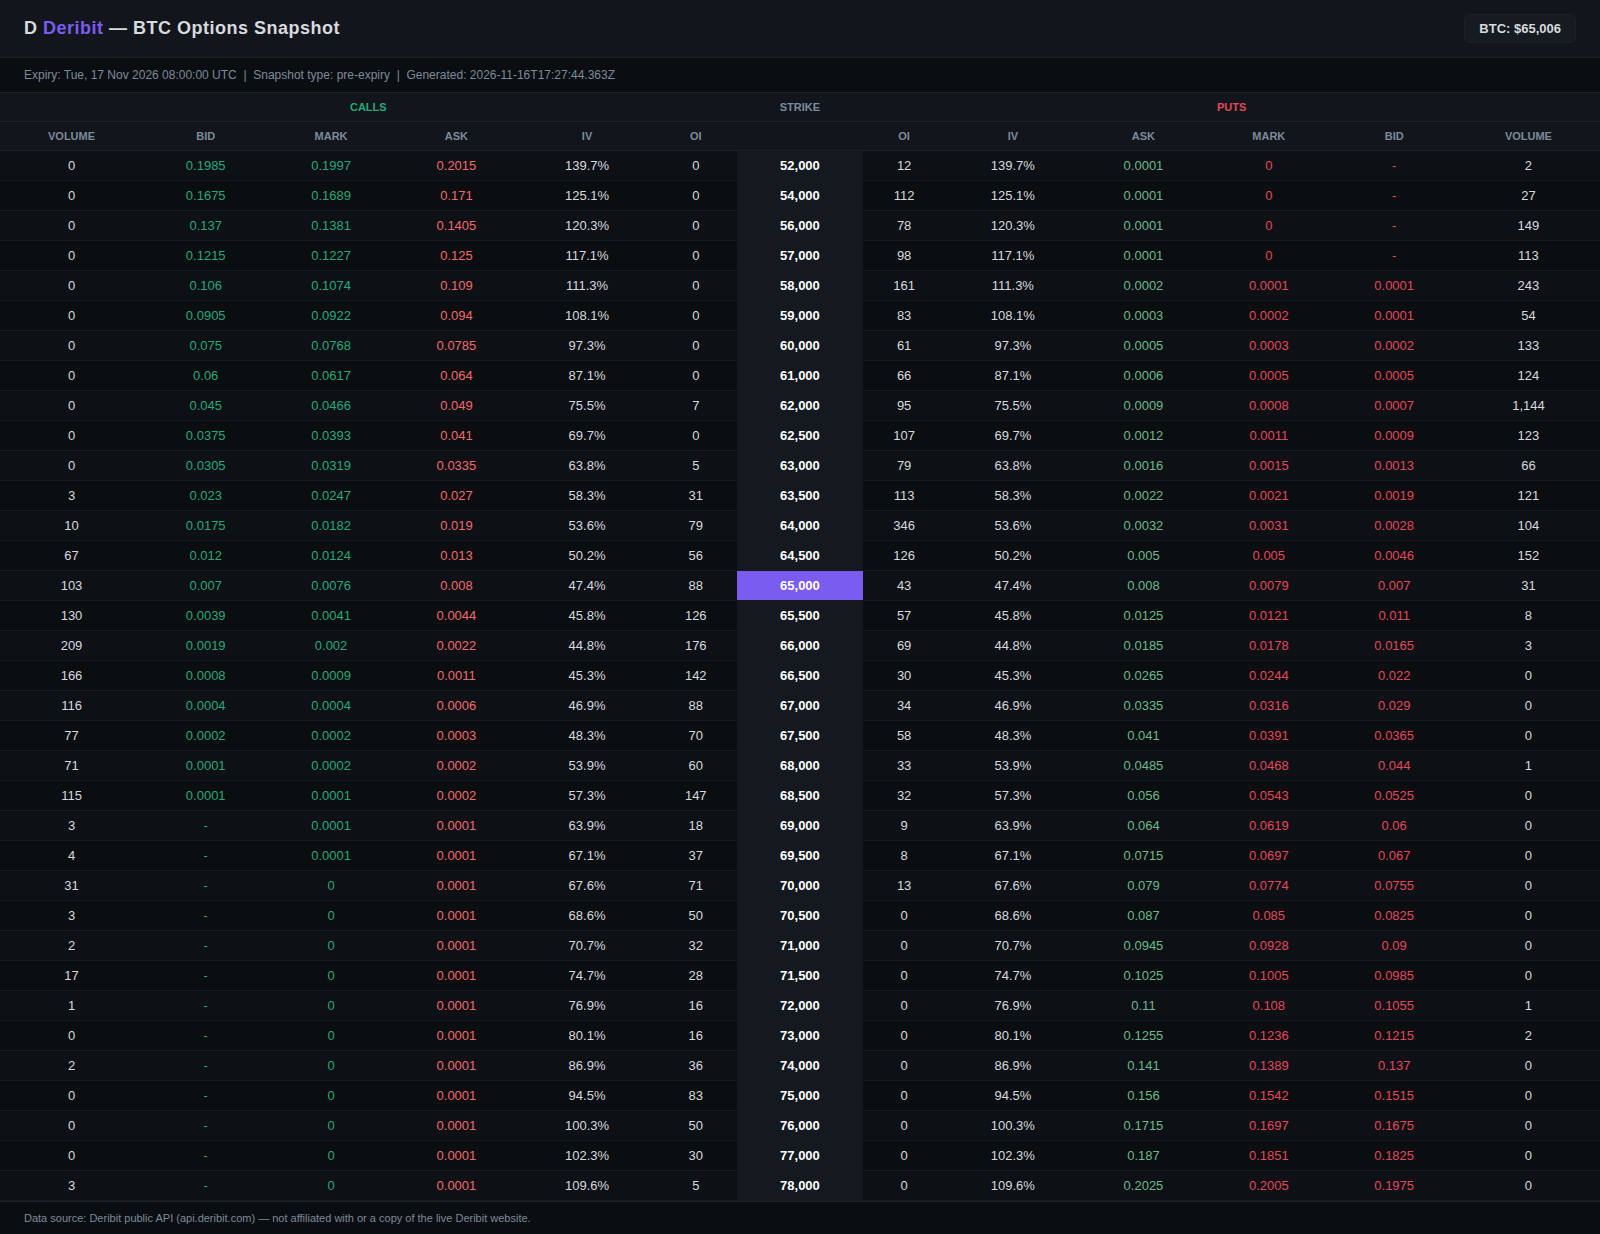 D Deribit — BTC Options Snapshot
BTC: $65,006
Expiry: Tue, 17 Nov 2026 08:00:00 UTC | Snapshot type: pre-expiry | Generated: 2026-11-16T17:27:44.363Z
CALLS STRIKE PUTS
VOLUME BID MARK ASK IV OI OI IV ASK MARK BID VOLUME
0 0.1985 0.1997 0.2015 139.7% 0 52,000 12 139.7% 0.0001 0 - 2
0 0.1675 0.1689 0.171 125.1% 0 54,000 112 125.1% 0.0001 0 - 27
0 0.137 0.1381 0.1405 120.3% 0 56,000 78 120.3% 0.0001 0 - 149
0 0.1215 0.1227 0.125 117.1% 0 57,000 98 117.1% 0.0001 0 - 113
0 0.106 0.1074 0.109 111.3% 0 58,000 161 111.3% 0.0002 0.0001 0.0001 243
0 0.0905 0.0922 0.094 108.1% 0 59,000 83 108.1% 0.0003 0.0002 0.0001 54
0 0.075 0.0768 0.0785 97.3% 0 60,000 61 97.3% 0.0005 0.0003 0.0002 133
0 0.06 0.0617 0.064 87.1% 0 61,000 66 87.1% 0.0006 0.0005 0.0005 124
0 0.045 0.0466 0.049 75.5% 7 62,000 95 75.5% 0.0009 0.0008 0.0007 1,144
0 0.0375 0.0393 0.041 69.7% 0 62,500 107 69.7% 0.0012 0.0011 0.0009 123
0 0.0305 0.0319 0.0335 63.8% 5 63,000 79 63.8% 0.0016 0.0015 0.0013 66
3 0.023 0.0247 0.027 58.3% 31 63,500 113 58.3% 0.0022 0.0021 0.0019 121
10 0.0175 0.0182 0.019 53.6% 79 64,000 346 53.6% 0.0032 0.0031 0.0028 104
67 0.012 0.0124 0.013 50.2% 56 64,500 126 50.2% 0.005 0.005 0.0046 152
103 0.007 0.0076 0.008 47.4% 88 65,000 43 47.4% 0.008 0.0079 0.007 31
130 0.0039 0.0041 0.0044 45.8% 126 65,500 57 45.8% 0.0125 0.0121 0.011 8
209 0.0019 0.002 0.0022 44.8% 176 66,000 69 44.8% 0.0185 0.0178 0.0165 3
166 0.0008 0.0009 0.0011 45.3% 142 66,500 30 45.3% 0.0265 0.0244 0.022 0
116 0.0004 0.0004 0.0006 46.9% 88 67,000 34 46.9% 0.0335 0.0316 0.029 0
77 0.0002 0.0002 0.0003 48.3% 70 67,500 58 48.3% 0.041 0.0391 0.0365 0
71 0.0001 0.0002 0.0002 53.9% 60 68,000 33 53.9% 0.0485 0.0468 0.044 1
115 0.0001 0.0001 0.0002 57.3% 147 68,500 32 57.3% 0.056 0.0543 0.0525 0
3 - 0.0001 0.0001 63.9% 18 69,000 9 63.9% 0.064 0.0619 0.06 0
4 - 0.0001 0.0001 67.1% 37 69,500 8 67.1% 0.0715 0.0697 0.067 0
31 - 0 0.0001 67.6% 71 70,000 13 67.6% 0.079 0.0774 0.0755 0
3 - 0 0.0001 68.6% 50 70,500 0 68.6% 0.087 0.085 0.0825 0
2 - 0 0.0001 70.7% 32 71,000 0 70.7% 0.0945 0.0928 0.09 0
17 - 0 0.0001 74.7% 28 71,500 0 74.7% 0.1025 0.1005 0.0985 0
1 - 0 0.0001 76.9% 16 72,000 0 76.9% 0.11 0.108 0.1055 1
0 - 0 0.0001 80.1% 16 73,000 0 80.1% 0.1255 0.1236 0.1215 2
2 - 0 0.0001 86.9% 36 74,000 0 86.9% 0.141 0.1389 0.137 0
0 - 0 0.0001 94.5% 83 75,000 0 94.5% 0.156 0.1542 0.1515 0
0 - 0 0.0001 100.3% 50 76,000 0 100.3% 0.1715 0.1697 0.1675 0
0 - 0 0.0001 102.3% 30 77,000 0 102.3% 0.187 0.1851 0.1825 0
3 - 0 0.0001 109.6% 5 78,000 0 109.6% 0.2025 0.2005 0.1975 0
Data source: Deribit public API (api.deribit.com) — not affiliated with or a copy of the live Deribit website.